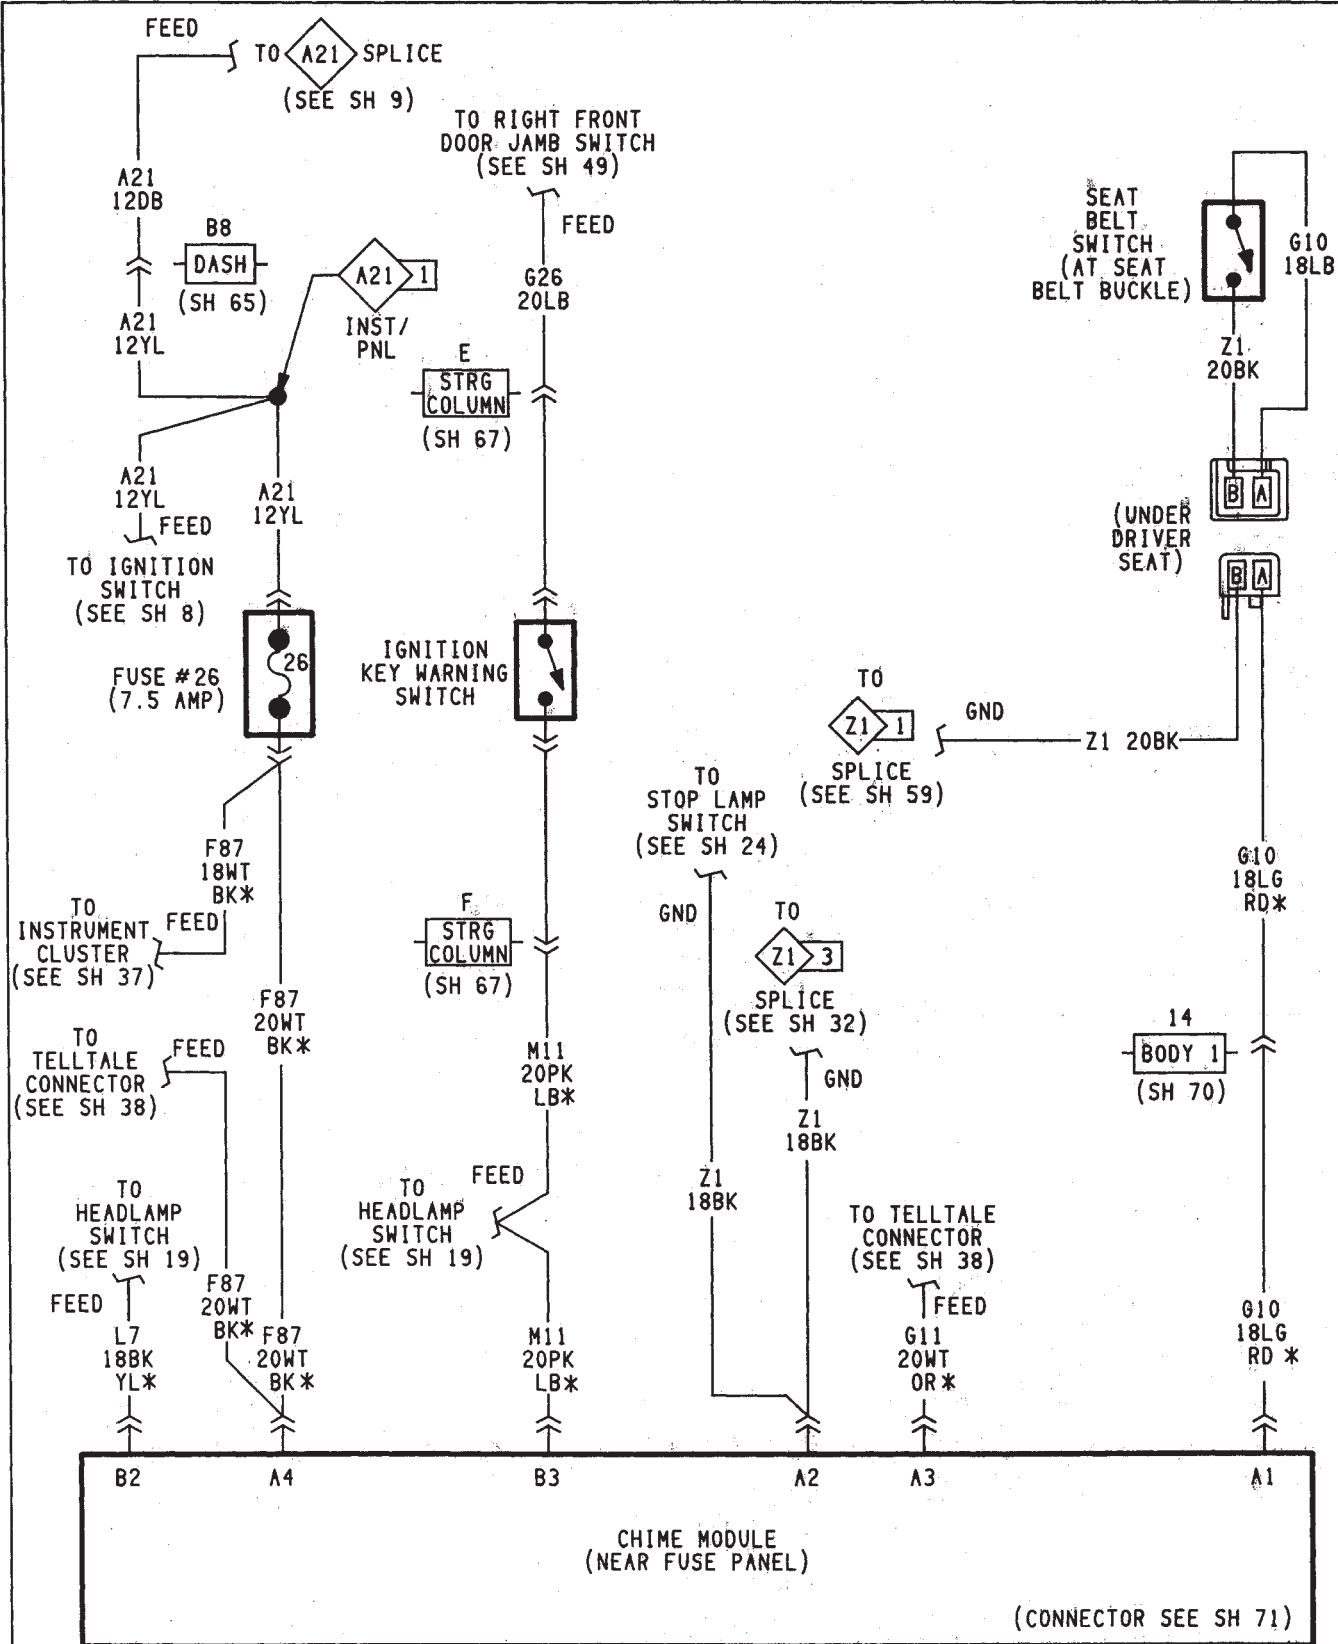 FEED
TO A21 SPLICE
(SEE SH 9)
TO RIGHT FRONT
DOOR JAMB SWITCH
(SEE SH 49)
FEED
A21
12DB
B8
DASH
(SH 65)
A21
12YL
A21 1
INST/
PNL
G26
20LB
E
STRG
COLUMN
(SH 67)
SEAT
BELT
SWITCH
(AT SEAT
BELT BUCKLE)
G10
18LB
Z1
20BK
A21
12YL
FEED
TO IGNITION
SWITCH
(SEE SH 8)
A21
12YL
B A
(UNDER
DRIVER
SEAT)
B A
26
FUSE #26
(7.5 AMP)
IGNITION
KEY WARNING
SWITCH
TO
Z1 1
SPLICE
(SEE SH 59)
GND
Z1 20BK
TO
STOP LAMP
SWITCH
(SEE SH 24)
GND
F87
18WT
BK*
TO
INSTRUMENT
CLUSTER
(SEE SH 37)
FEED
F
STRG
COLUMN
(SH 67)
TO
Z1 3
SPLICE
(SEE SH 32)
GND
G10
18LG
RD*
F87
20WT
BK*
TO
TELLTALE
CONNECTOR
(SEE SH 38)
FEED
M11
20PK
LB*
Z1
18BK
14
BODY 1
(SH 70)
TO
HEADLAMP
SWITCH
(SEE SH 19)
FEED
TO
HEADLAMP
SWITCH
(SEE SH 19)
FEED
Z1
18BK
TO TELLTALE
CONNECTOR
(SEE SH 38)
FEED
L7
18BK
YL*
F87
20WT
BK*
F87
20WT
BK*
M11
20PK
LB*
G11
20WT
OR*
G10
18LG
RD *
B2 A4 B3 A2 A3 A1
CHIME MODULE
(NEAR FUSE PANEL)
(CONNECTOR SEE SH 71)